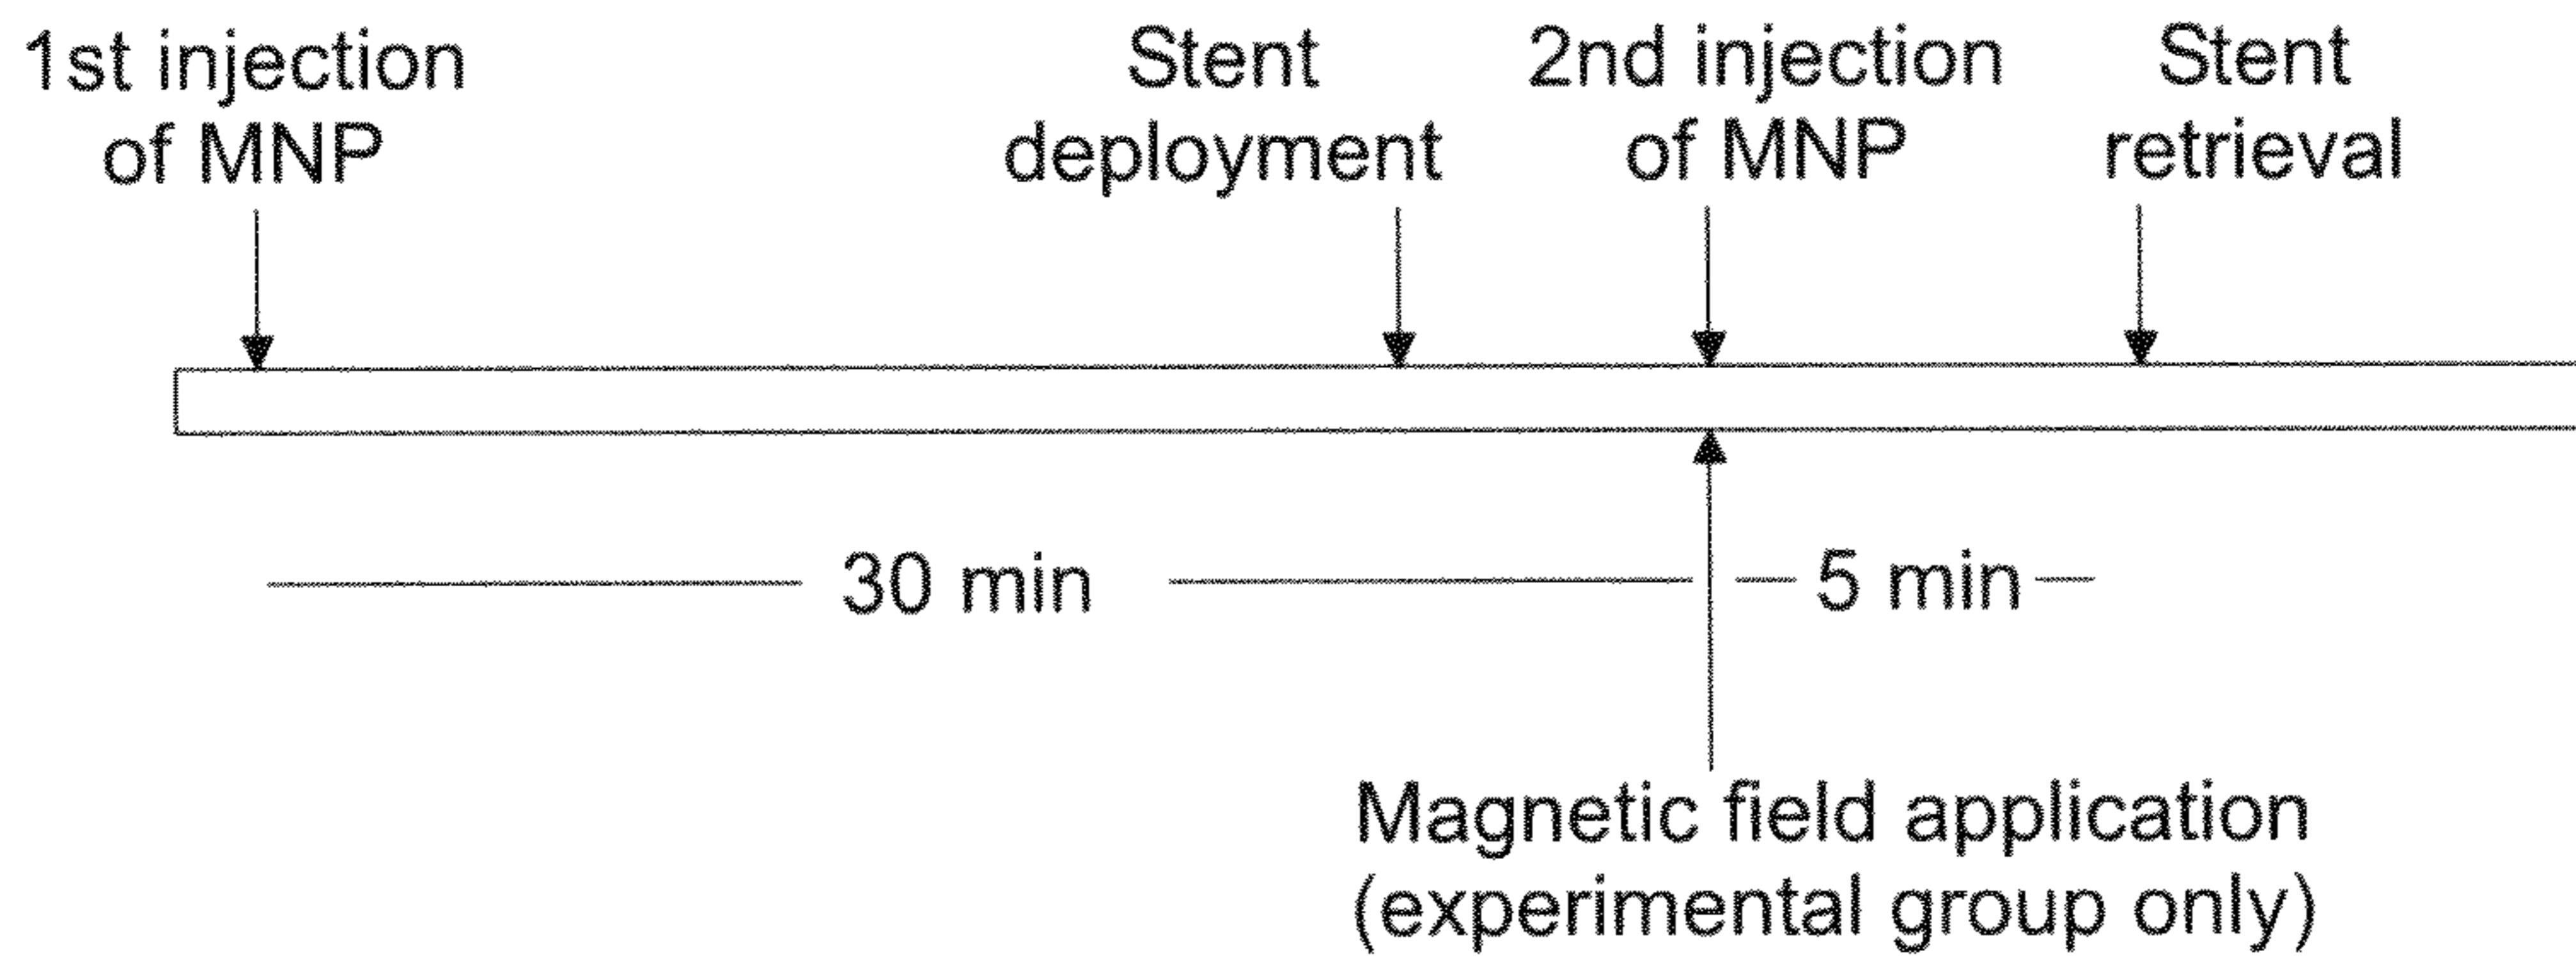 1st injection
of MNP
Stent
deployment
2nd injection
of MNP
Stent
retrieval
30 min
5 min
Magnetic field application
(experimental group only)